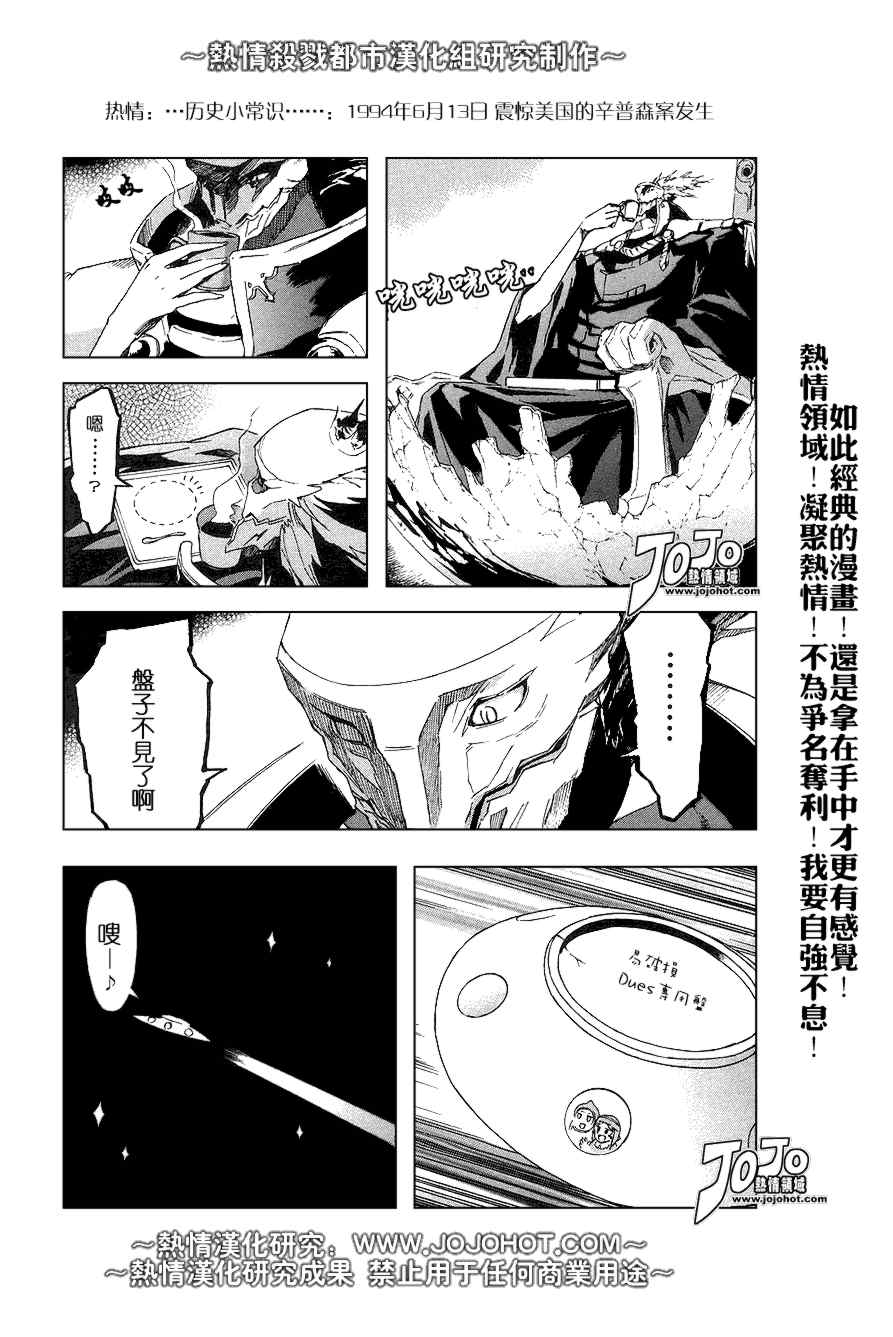 ~熱情殺戮都市漢化組研究制作~
热情：…历史小常识……：1994年6月13日 震惊美国的辛普森案发生
咣咣咣咣…
吱吱
嗯……？
…………
盤子不見了啊
易破損
Dues專用盤
嗖—♪
JOJO
熱情領域
www.jojohot.com
JOJO
熱情領域
www.jojohot.com
如此經典的漫畫！還是拿在手中才更有感覺！
熱情領域！凝聚熱情！不為爭名奪利！我要自強不息！
~熱情漢化研究：WWW.JOJOHOT.COM~
~熱情漢化研究成果 禁止用于任何商業用途~